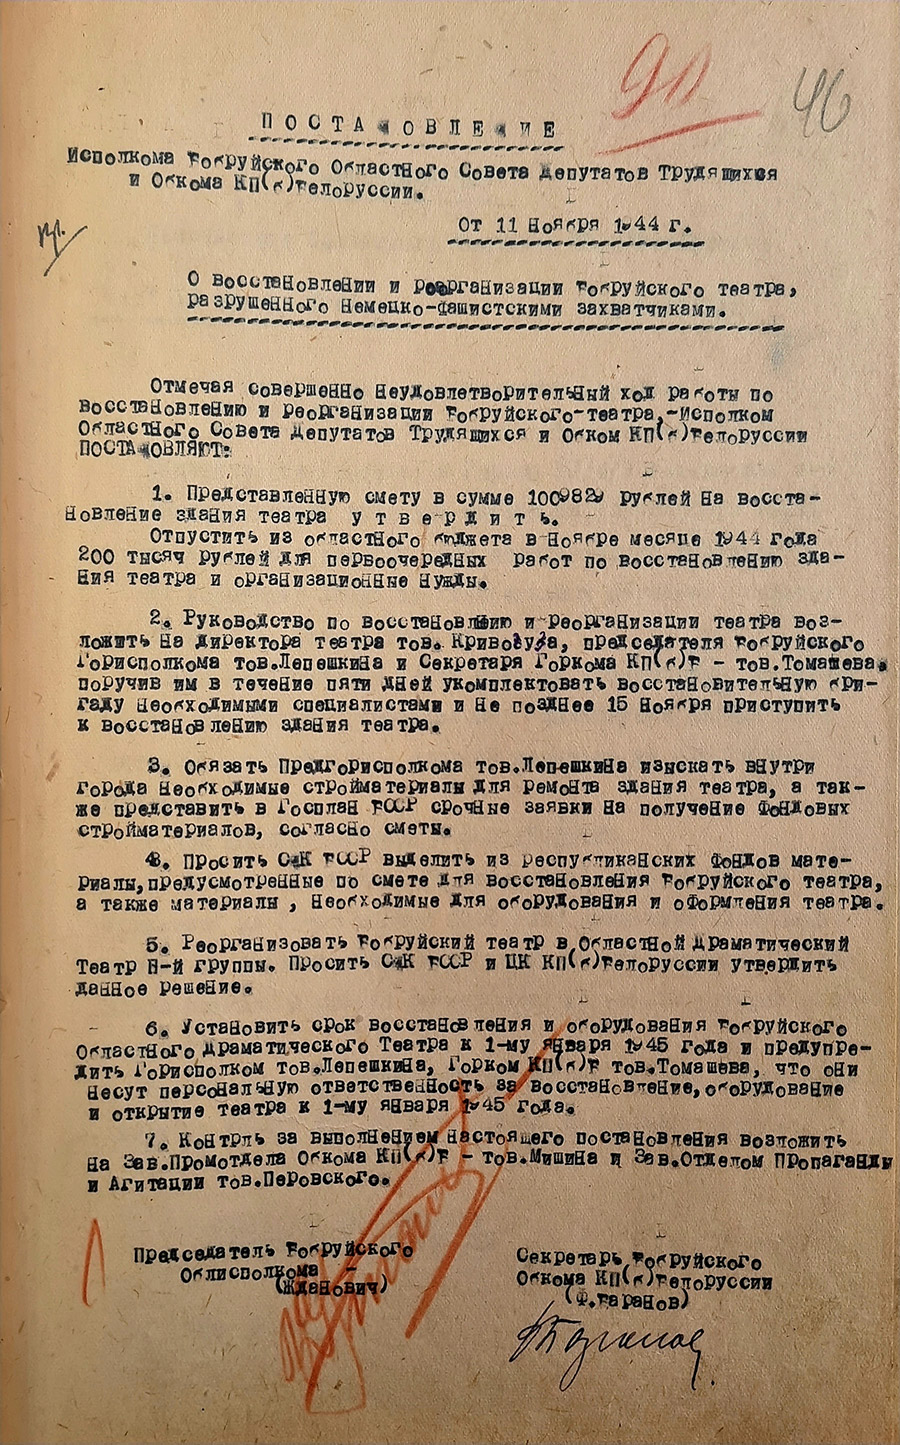 90
46
ПОСТАНОВЛЕНИЕ
Исполкома Бобруйского Областного Совета Депутатов Трудящихся
и Обкома КП(б)Белоруссии.
От 11 Ноября 1944 г.
О восстановлении и реорганизации Бобруйского театра,
разрушенного немецко-фашистскими захватчиками.
Отмечая совершенно неудовлетворительный ход работы по
восстановлению и реорганизации Бобруйского-театра,-Исполком
Областного Совета Депутатов Трудящихся и Обком КП(б)Белоруссии
ПОСТАНОВЛЯЮТ:
1. Представленную смету в сумме 1009829 рублей на восста-
новление здания театра у т в е р д и т ь.
Отпустить из областного бюджета в ноябре месяце 1944 года
200 тысяч рублей для первоочередных работ по восстановлению зда-
ния театра и организационные нужды.
2. Руководство по восстановлнию и реорганизации театра воз-
ложить на директора театра тов. Кривогуза, председателя Бобруйского
Горисполкома тов.Лепешкина и Секретаря Горкома КП(б)Б - тов.Томашева.
поручив им в течение пяти дней укомплектовать восстановительную бри-
гаду необходимыми специалистами и не позднее 15 ноября приступить
к восстановлению здания театра.
3. Обязать Предгорисполкома тов.Лепешкина изыскать внутри
города необходимые стройматериалы для ремонта здания театра, а так-
же представить в Госплан БССР срочные заявки на получение фондовых
стройматериалов, согласно сметы.
4. Просить СНК БССР выделить из республиканских фондов мате-
риалы,предусмотренные по смете для восстановления Бобруйского театра,
а также материалы , необходимые для оборудования и оформления театра.
5. Реорганизовать Бобруйский театр в Областной Драматический
Театр П-й группы. Просить СНК БССР и ЦК КП(б)Белоруссии утвердить
данное решение.
6. Установить срок восстановления и оборудования Бобруйского
Областного Драматического Театра к 1-му января 1945 года и предупре-
дить Горисполком тов.Лепешкина, Горком КП(б)Б тов.Томашева, что они
несут персональную ответственность за восстановление,оборудование
и открытие театра к 1-му января 1945 года.
7. Контрль за выполнением настоящего постановления возложить
на Зав.Промотдела Обкома КП(б)Б - тов.Мишина и Зав.Отделом Пропаганды
и Агитации тов.Перовского.
Председатель Бобруйского
Облисполкома -
(Жданович)
Секретарь Бобруйского
Обкома КП(б)Белоруссии
(Ф.Баранов)